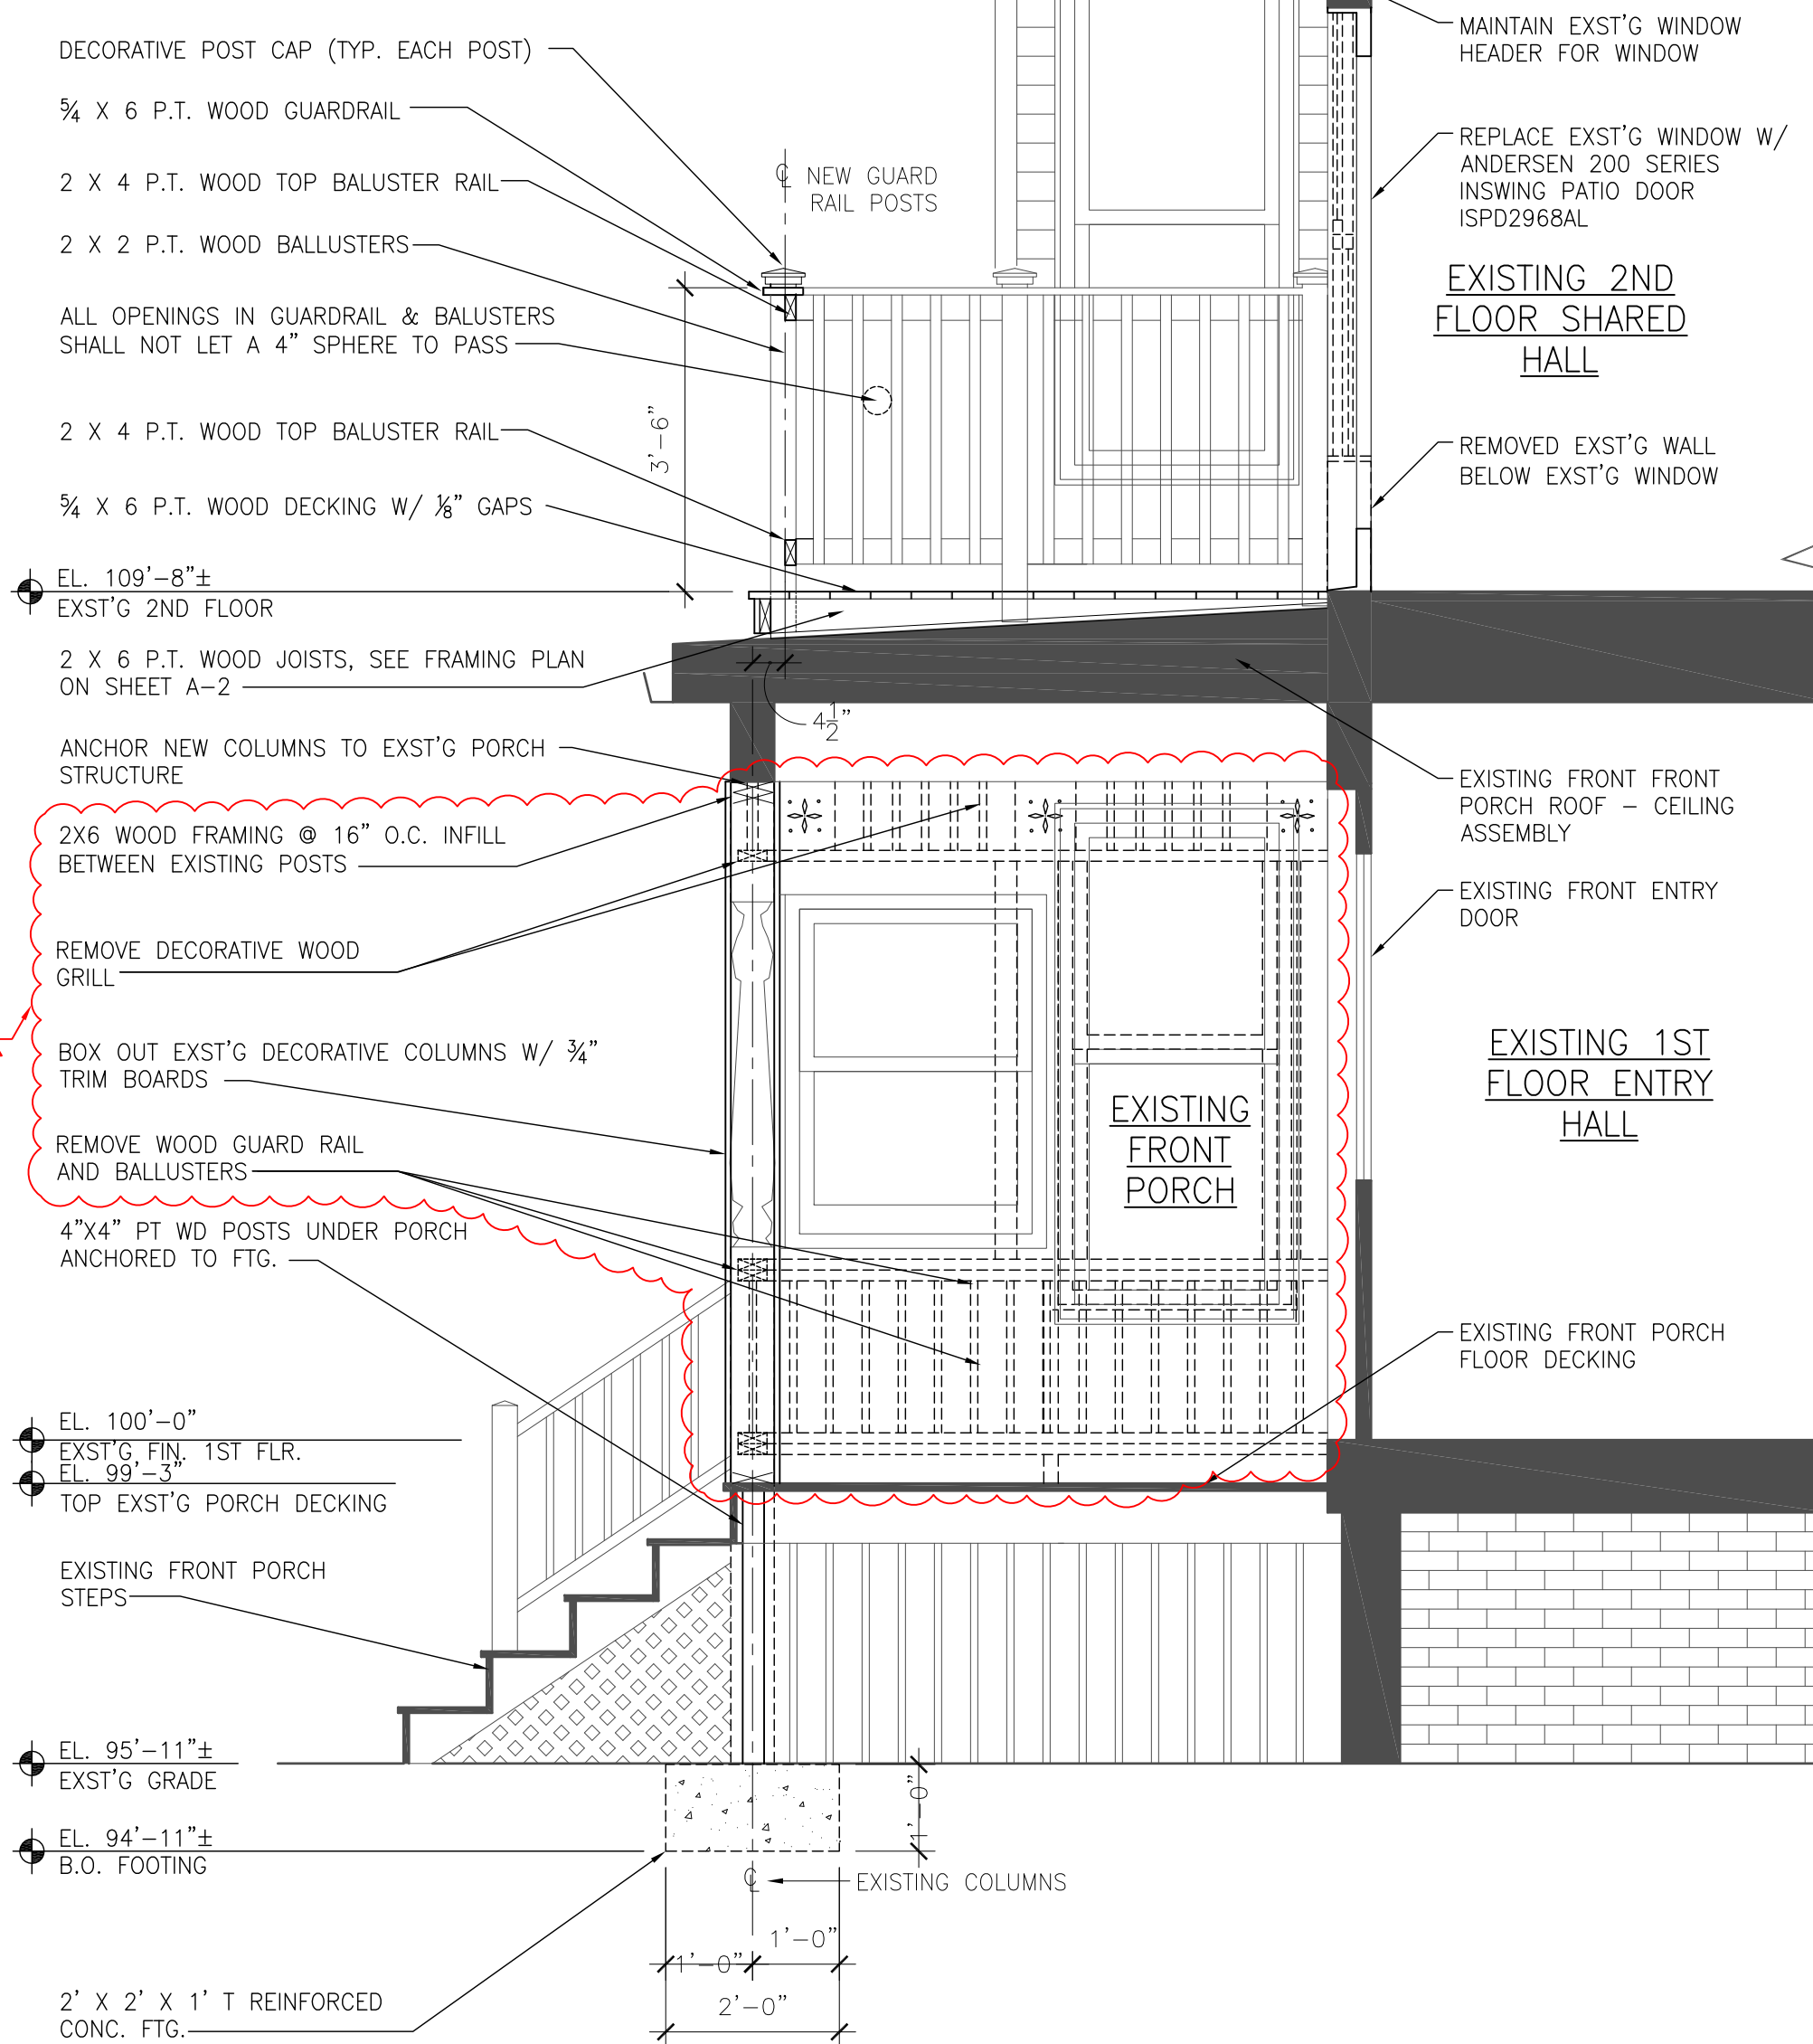 DECORATIVE POST CAP (TYP. EACH POST)
5/4 X 6 P.T. WOOD GUARDRAIL
2 X 4 P.T. WOOD TOP BALUSTER RAIL
2 X 2 P.T. WOOD BALLUSTERS
ALL OPENINGS IN GUARDRAIL & BALUSTERS
SHALL NOT LET A 4" SPHERE TO PASS
2 X 4 P.T. WOOD TOP BALUSTER RAIL
5/4 X 6 P.T. WOOD DECKING W/ 1/8" GAPS
EL. 109'-8"±
EXST'G 2ND FLOOR
2 X 6 P.T. WOOD JOISTS, SEE FRAMING PLAN
ON SHEET A-2
ANCHOR NEW COLUMNS TO EXST'G PORCH
STRUCTURE
2X6 WOOD FRAMING @ 16" O.C. INFILL
BETWEEN EXISTING POSTS
REMOVE DECORATIVE WOOD
GRILL
BOX OUT EXST'G DECORATIVE COLUMNS W/ 3/4"
TRIM BOARDS
REMOVE WOOD GUARD RAIL
AND BALLUSTERS
4"X4" PT WD POSTS UNDER PORCH
ANCHORED TO FTG.
EL. 100'-0"
EXST'G FIN. 1ST FLR.
EL. 99'-3"
TOP EXST'G PORCH DECKING
EXISTING FRONT PORCH
STEPS
EL. 95'-11"±
EXST'G GRADE
EL. 94'-11"±
B.O. FOOTING
2' X 2' X 1' T REINFORCED
CONC. FTG.
℄ NEW GUARD
RAIL POSTS
3'-6"
4 1/2"
EXISTING
FRONT
PORCH
1'-0"
℄
EXISTING COLUMNS
1'-0"
1'-0"
2'-0"
MAINTAIN EXST'G WINDOW
HEADER FOR WINDOW
REPLACE EXST'G WINDOW W/
ANDERSEN 200 SERIES
INSWING PATIO DOOR
ISPD2968AL
EXISTING 2ND
FLOOR SHARED
HALL
REMOVED EXST'G WALL
BELOW EXST'G WINDOW
EXISTING FRONT FRONT
PORCH ROOF - CEILING
ASSEMBLY
EXISTING FRONT ENTRY
DOOR
EXISTING 1ST
FLOOR ENTRY
HALL
EXISTING FRONT PORCH
FLOOR DECKING